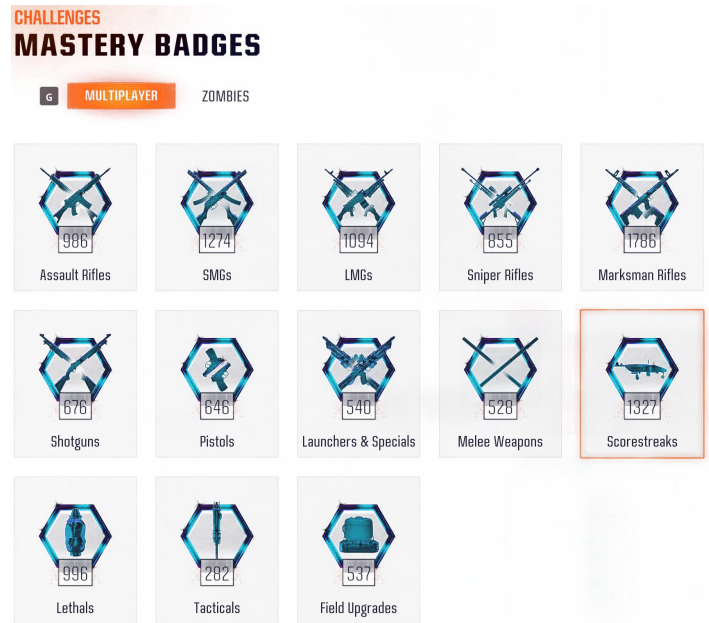 CHALLENGES
MASTERY BADGES
G MULTIPLAYER ZOMBIES
986 1274 1094 855 1786
Assault Rifles SMGs LMGs Sniper Rifles Marksman Rifles
676 646 540 528 1327
Shotguns Pistols Launchers & Specials Melee Weapons Scorestreaks
996 282 537
Lethals Tacticals Field Upgrades